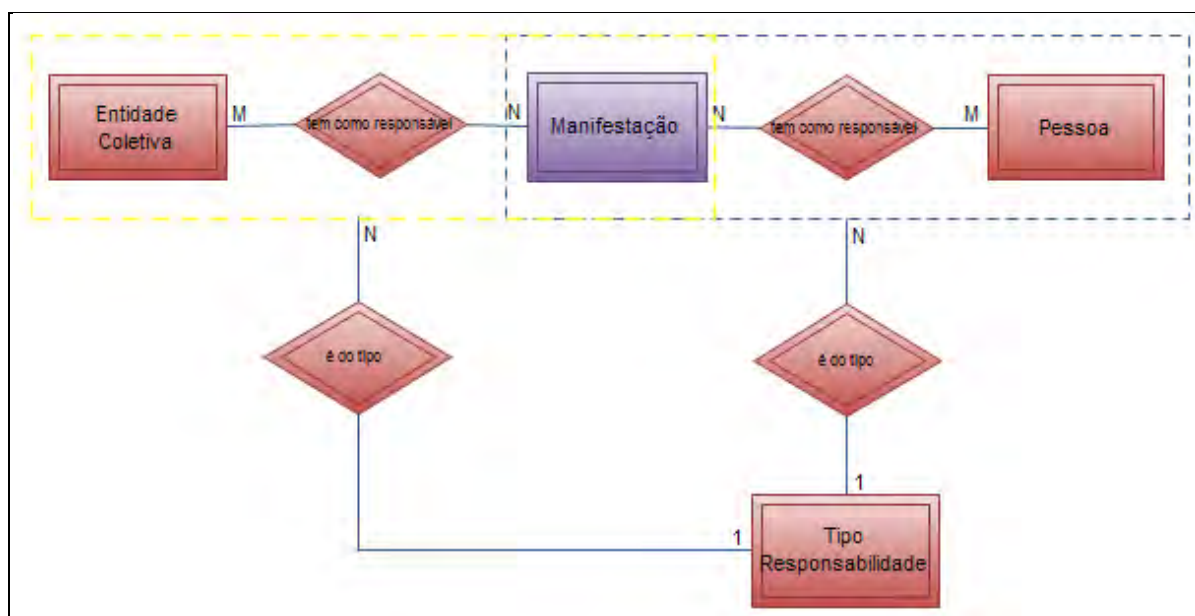 Entidade
Coletiva
M
tem como responsável
N
Manifestação
N
tem como responsável
M
Pessoa
N
N
é do tipo
é do tipo
1
1
Tipo
Responsabilidade